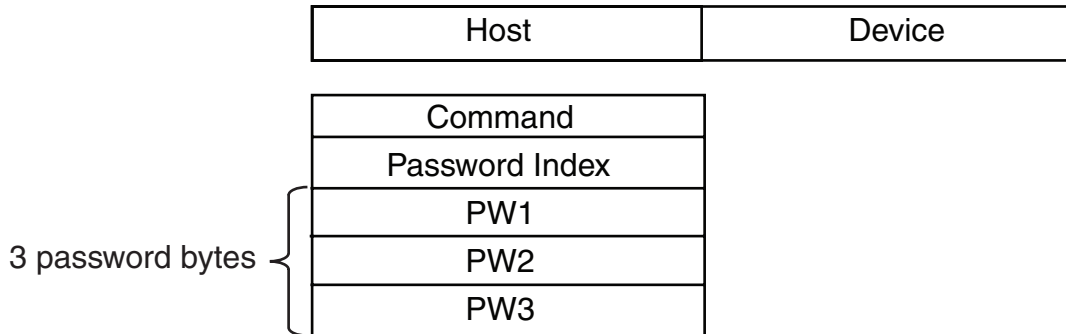 Host Device
Command
Password Index
PW1
3 password bytes
PW2
PW3